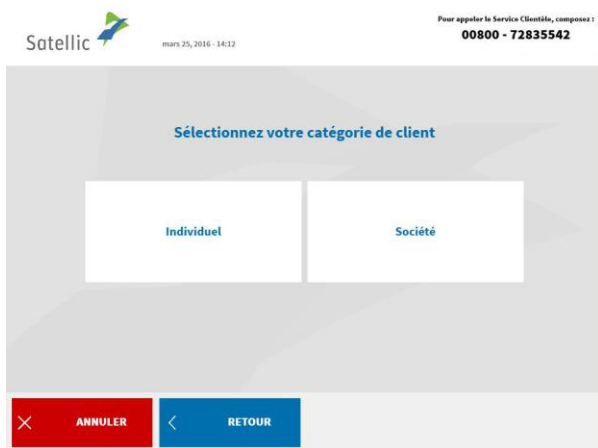 Pour appeler le Service Clientèle, composez :
00800 - 72835542
Satellic
mars 25, 2016 - 14:12
Sélectionnez votre catégorie de client
Individuel
Société
ANNULER
RETOUR